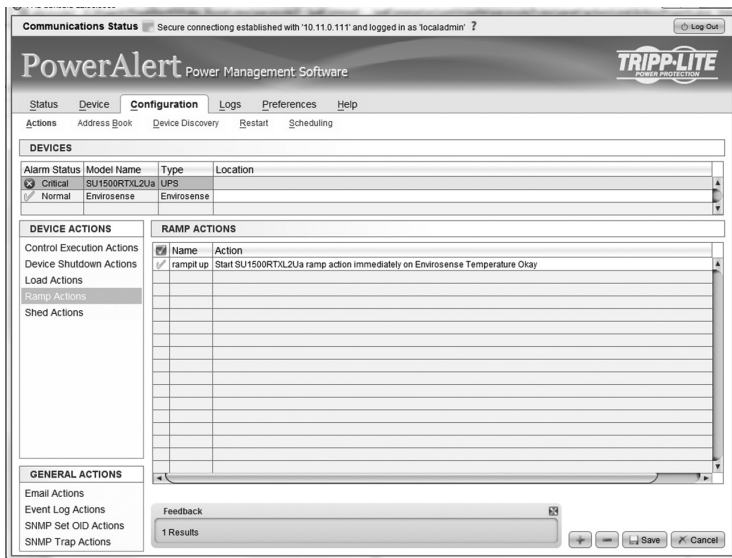 Communications Status Secure connectiong established with '10.11.0.111' and logged in as 'localadmin' ? Log Out
PowerAlert Power Management Software
TRIPP·LITE
POWER PROTECTION
Status Device Configuration Logs Preferences Help
Actions Address Book Device Discovery Restart Scheduling
DEVICES
Alarm Status Model Name Type Location
Critical SU1500RTXL2Ua UPS
Normal Envirosense Envirosense
DEVICE ACTIONS
Control Execution Actions
Device Shutdown Actions
Load Actions
Ramp Actions
Shed Actions
RAMP ACTIONS
Name Action
rampit up Start SU1500RTXL2Ua ramp action immediately on Envirosense Temperature Okay
GENERAL ACTIONS
Email Actions
Event Log Actions
SNMP Set OID Actions
SNMP Trap Actions
Feedback
1 Results
Save Cancel